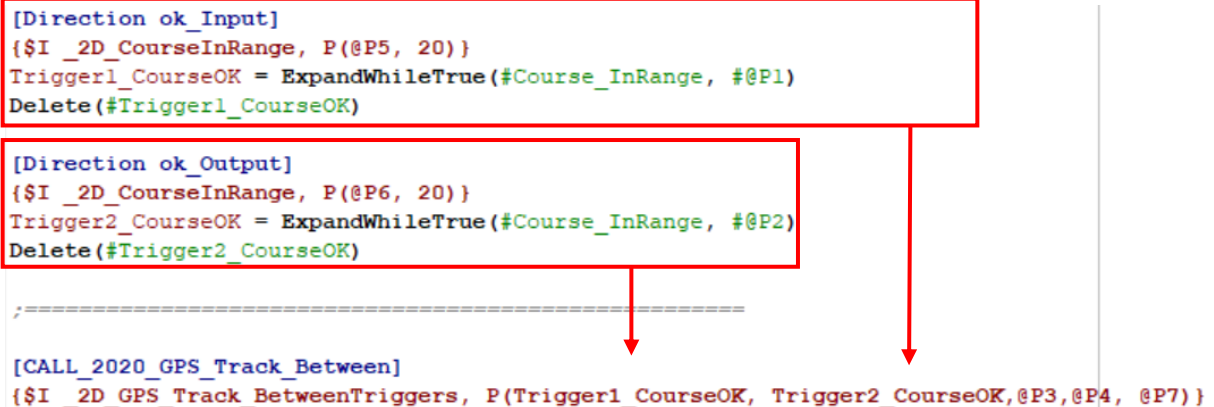 [Direction ok_Input]
{$I _2D_CourseInRange, P(@P5, 20)}
Trigger1_CourseOK = ExpandWhileTrue(#Course_InRange, #@P1)
Delete(#Trigger1_CourseOK)
[Direction ok_Output]
{$I _2D_CourseInRange, P(@P6, 20)}
Trigger2_CourseOK = ExpandWhileTrue(#Course_InRange, #@P2)
Delete(#Trigger2_CourseOK)
;=====================================================
[CALL_2020_GPS_Track_Between]
{$I _2D_GPS_Track_BetweenTriggers, P(Trigger1_CourseOK, Trigger2_CourseOK,@P3,@P4, @P7)}